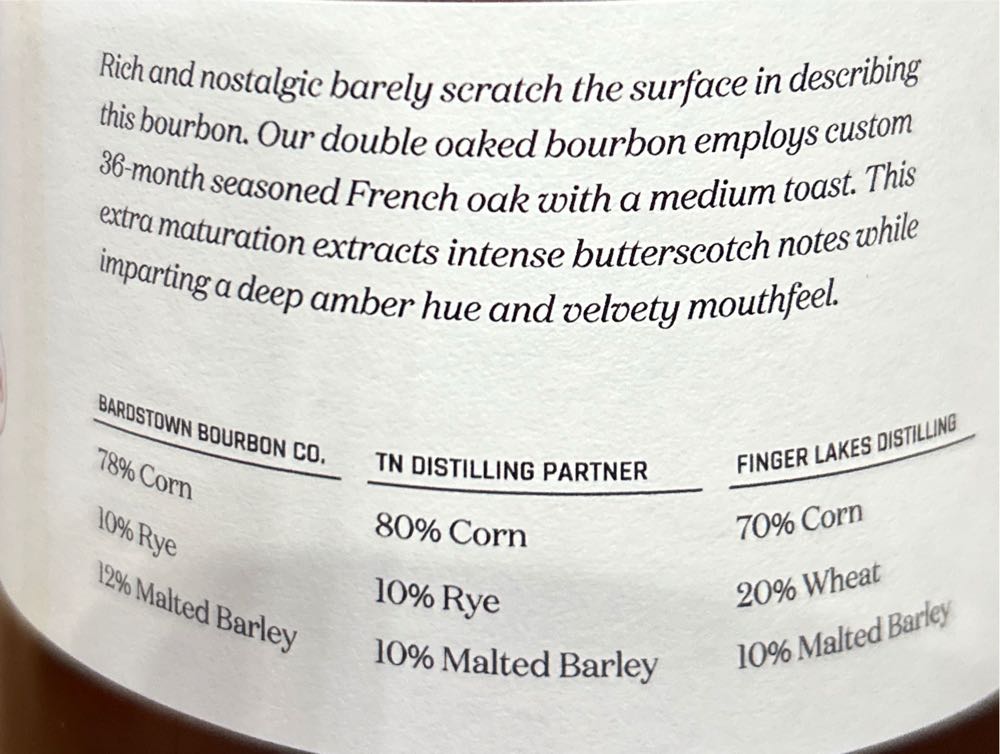 Rich and nostalgic barely scratch the surface in describing
this bourbon. Our double oaked bourbon employs custom
36-month seasoned French oak with a medium toast. This
extra maturation extracts intense butterscotch notes while
imparting a deep amber hue and velvety mouthfeel.
BARDSTOWN BOURBON CO.
78% Corn
10% Rye
12% Malted Barley
TN DISTILLING PARTNER
80% Corn
10% Rye
10% Malted Barley
FINGER LAKES DISTILLING
70% Corn
20% Wheat
10% Malted Barley